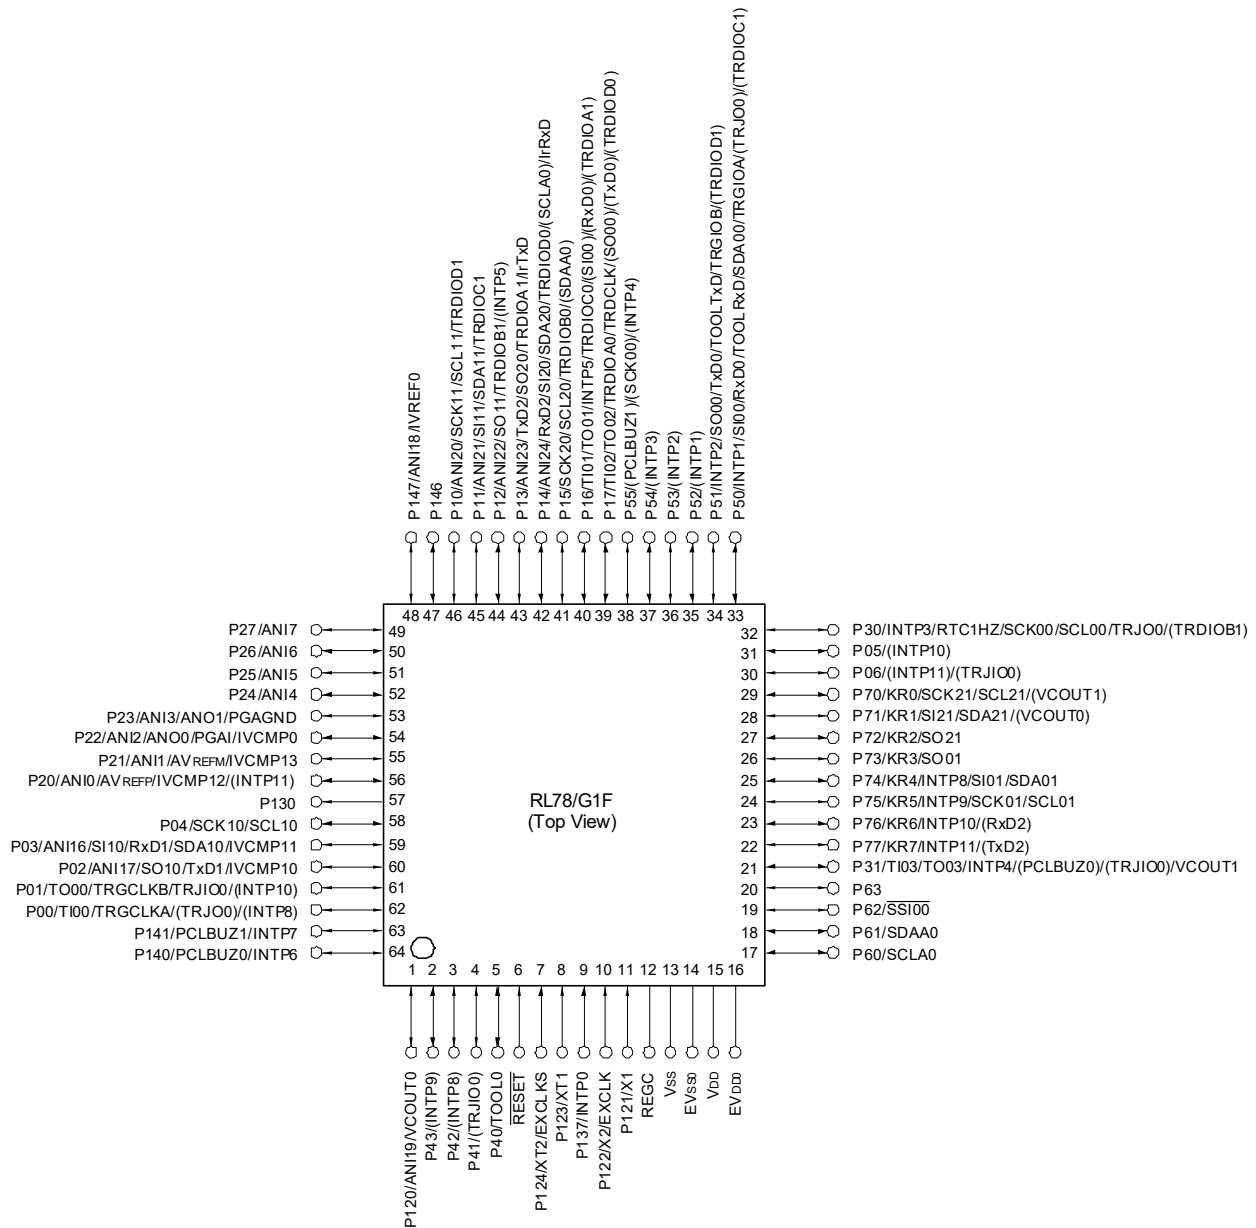 P147/ANI18/IVREF0
P146
P10/ANI20/SCK11/SCL11/TRDIOD1
P11/ANI21/SI11/SDA11/TRDIOC1
P12/ANI22/SO11/TRDIOB1/(INTP5)
P13/ANI23/TxD2/SO20/TRDIOA1/IrTxD
P14/ANI24/RxD2/SI20/SDA20/TRDIOD0/(SCLA0)/IrRxD
P15/SCK20/SCL20/TRDIOB0/(SDAA0)
P16/TI01/TO01/INTP5/TRDIOC0/(SI00)/(RxD0)/(TRDIOA1)
P17/TI02/TO02/TRDIOA0/TRDCLK/(SO00)/(TxD0)/(TRDIOD0)
P55/(PCLBUZ1)/(SCK00)/(INTP4)
P54/(INTP3)
P53/(INTP2)
P52/(INTP1)
P51/INTP2/SO00/TxD0/TOOLTxD/TRGIOB/(TRDIOD1)
P50/INTP1/SI00/RxD0/TOOLRxD/SDA00/TRGIOA/(TRJO0)/(TRDIOC1)
48 47 46 45 44 43 42 41 40 39 38 37 36 35 34 33
P27/ANI7 49
P26/ANI6 50
P25/ANI5 51
P24/ANI4 52
P23/ANI3/ANO1/PGAGND 53
P22/ANI2/ANO0/PGAI/IVCMP0 54
P21/ANI1/AVREFM/IVCMP13 55
P20/ANI0/AVREFP/IVCMP12/(INTP11) 56
P130 57
P04/SCK10/SCL10 58
P03/ANI16/SI10/RxD1/SDA10/IVCMP11 59
P02/ANI17/SO10/TxD1/IVCMP10 60
P01/TO00/TRGCLKB/TRJIO0/(INTP10) 61
P00/TI00/TRGCLKA/(TRJO0)/(INTP8) 62
P141/PCLBUZ1/INTP7 63
P140/PCLBUZ0/INTP6 64
RL78/G1F
(Top View)
32 P30/INTP3/RTC1HZ/SCK00/SCL00/TRJO0/(TRDIOB1)
31 P05/(INTP10)
30 P06/(INTP11)/(TRJIO0)
29 P70/KR0/SCK21/SCL21/(VCOUT1)
28 P71/KR1/SI21/SDA21/(VCOUT0)
27 P72/KR2/SO21
26 P73/KR3/SO01
25 P74/KR4/INTP8/SI01/SDA01
24 P75/KR5/INTP9/SCK01/SCL01
23 P76/KR6/INTP10/(RxD2)
22 P77/KR7/INTP11/(TxD2)
21 P31/TI03/TO03/INTP4/(PCLBUZ0)/(TRJIO0)/VCOUT1
20 P63
19 P62/SSI00
18 P61/SDAA0
17 P60/SCLA0
1 2 3 4 5 6 7 8 9 10 11 12 13 14 15 16
P120/ANI19/VCOUT0
P43/(INTP9)
P42/(INTP8)
P41/(TRJIO0)
P40/TOOL0
RESET
P124/XT2/EXCLKS
P123/XT1
P137/INTP0
P122/X2/EXCLK
P121/X1
REGC
VSS
EVSS0
VDD
EVDD0